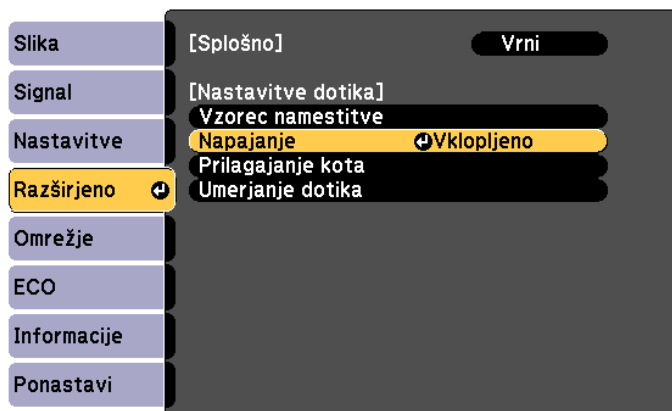 Slika
Signal
Nastavitve
Razširjeno
Omrežje
ECO
Informacije
Ponastavi
[Splošno] Vrni
[Nastavitve dotika]
Vzorec namestitve
Napajanje Vklopljeno
Prilagajanje kota
Umerjanje dotika